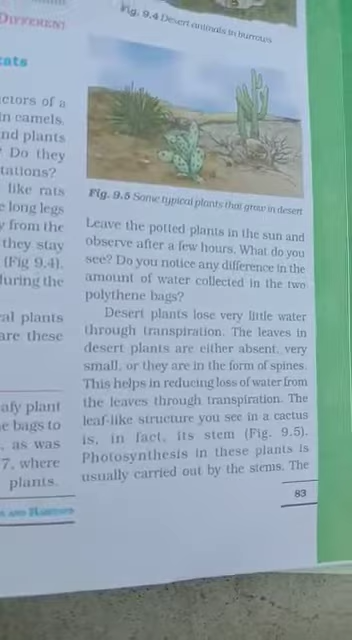 Fig. 9.4 Desert animals in burrows
DIFFERENT
ctors of a
in camels.
nd plants
Do they
tations?
like rats
long legs
from the
they stay
(Fig 9.4).
during the
plants
are these
plant
bags to
, as was
7, where
plants.
Fig. 9.5 Some typical plants that grow in desert
Leave the potted plants in the sun and
observe after a few hours. What do you
see? Do you notice any difference in the
amount of water collected in the two
polythene bags?
Desert plants lose very little water
through transpiration. The leaves in
desert plants are either absent, very
small, or they are in the form of spines.
This helps in reducing loss of water from
the leaves through transpiration. The
leaf-like structure you see in a cactus
is, in fact, its stem (Fig. 9.5).
Photosynthesis in these plants is
usually carried out by the stems. The
83